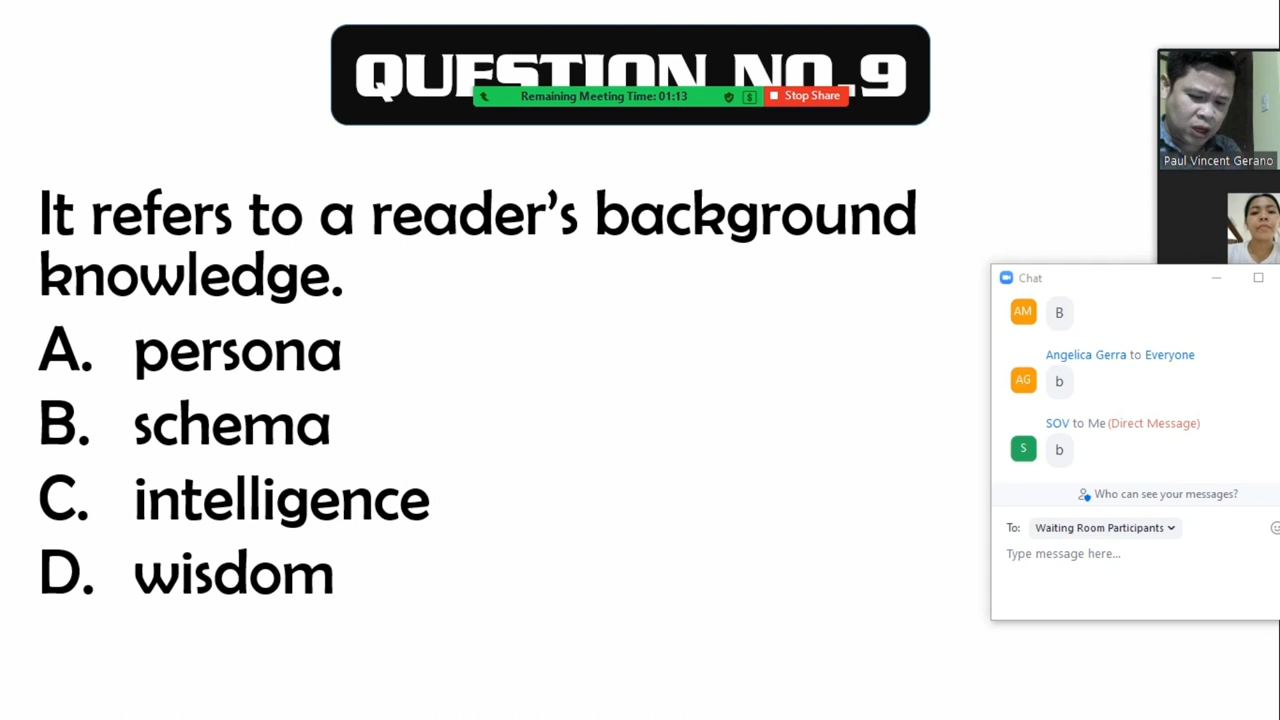 QUESTION NO.9
Remaining Meeting Time: 01:13
Stop Share
It refers to a reader's background
knowledge.
A. persona
B. schema
C. intelligence
D. wisdom
Paul Vincent Gerano
Chat
AM B
Angelica Gerra to Everyone
AG b
SOV to Me(Direct Message)
S b
Who can see your messages?
To: Waiting Room Participants
Type message here...